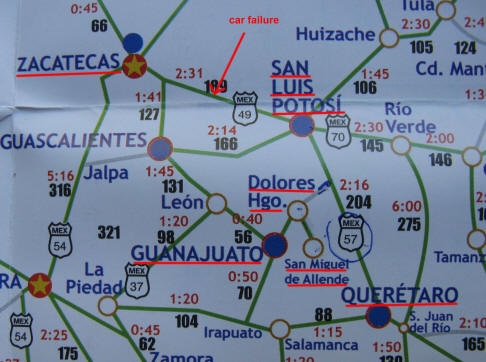 0:45
66
Tula
2:30
105
124
Huizache
car failure
ZACATECAS
2:31
189
MEX
49
SAN
LUIS
POTOSÍ
1:45
106
Cd. Mant
1:41
127
MEX
70
Río
Verde
2:30
145
2:00
146
GUASCALIENTES
2:14
166
Jalpa
1:45
131
5:16
316
Dolores
Hgo.
2:16
204
6:00
275
León
0:40
56
321
1:20
98
MEX
54
MEX
57
GUANAJUATO
San Miguel
de Allende
Tamanz
RA
La
Piedad
MEX
37
0:50
70
QUERÉTARO
1:20
104
88
1:15
S. Juan
del Río
2:10
165
Irapuato
Salamanca
MEX
54
2:25
175
0:45
62
Zamora
1:20
1:50